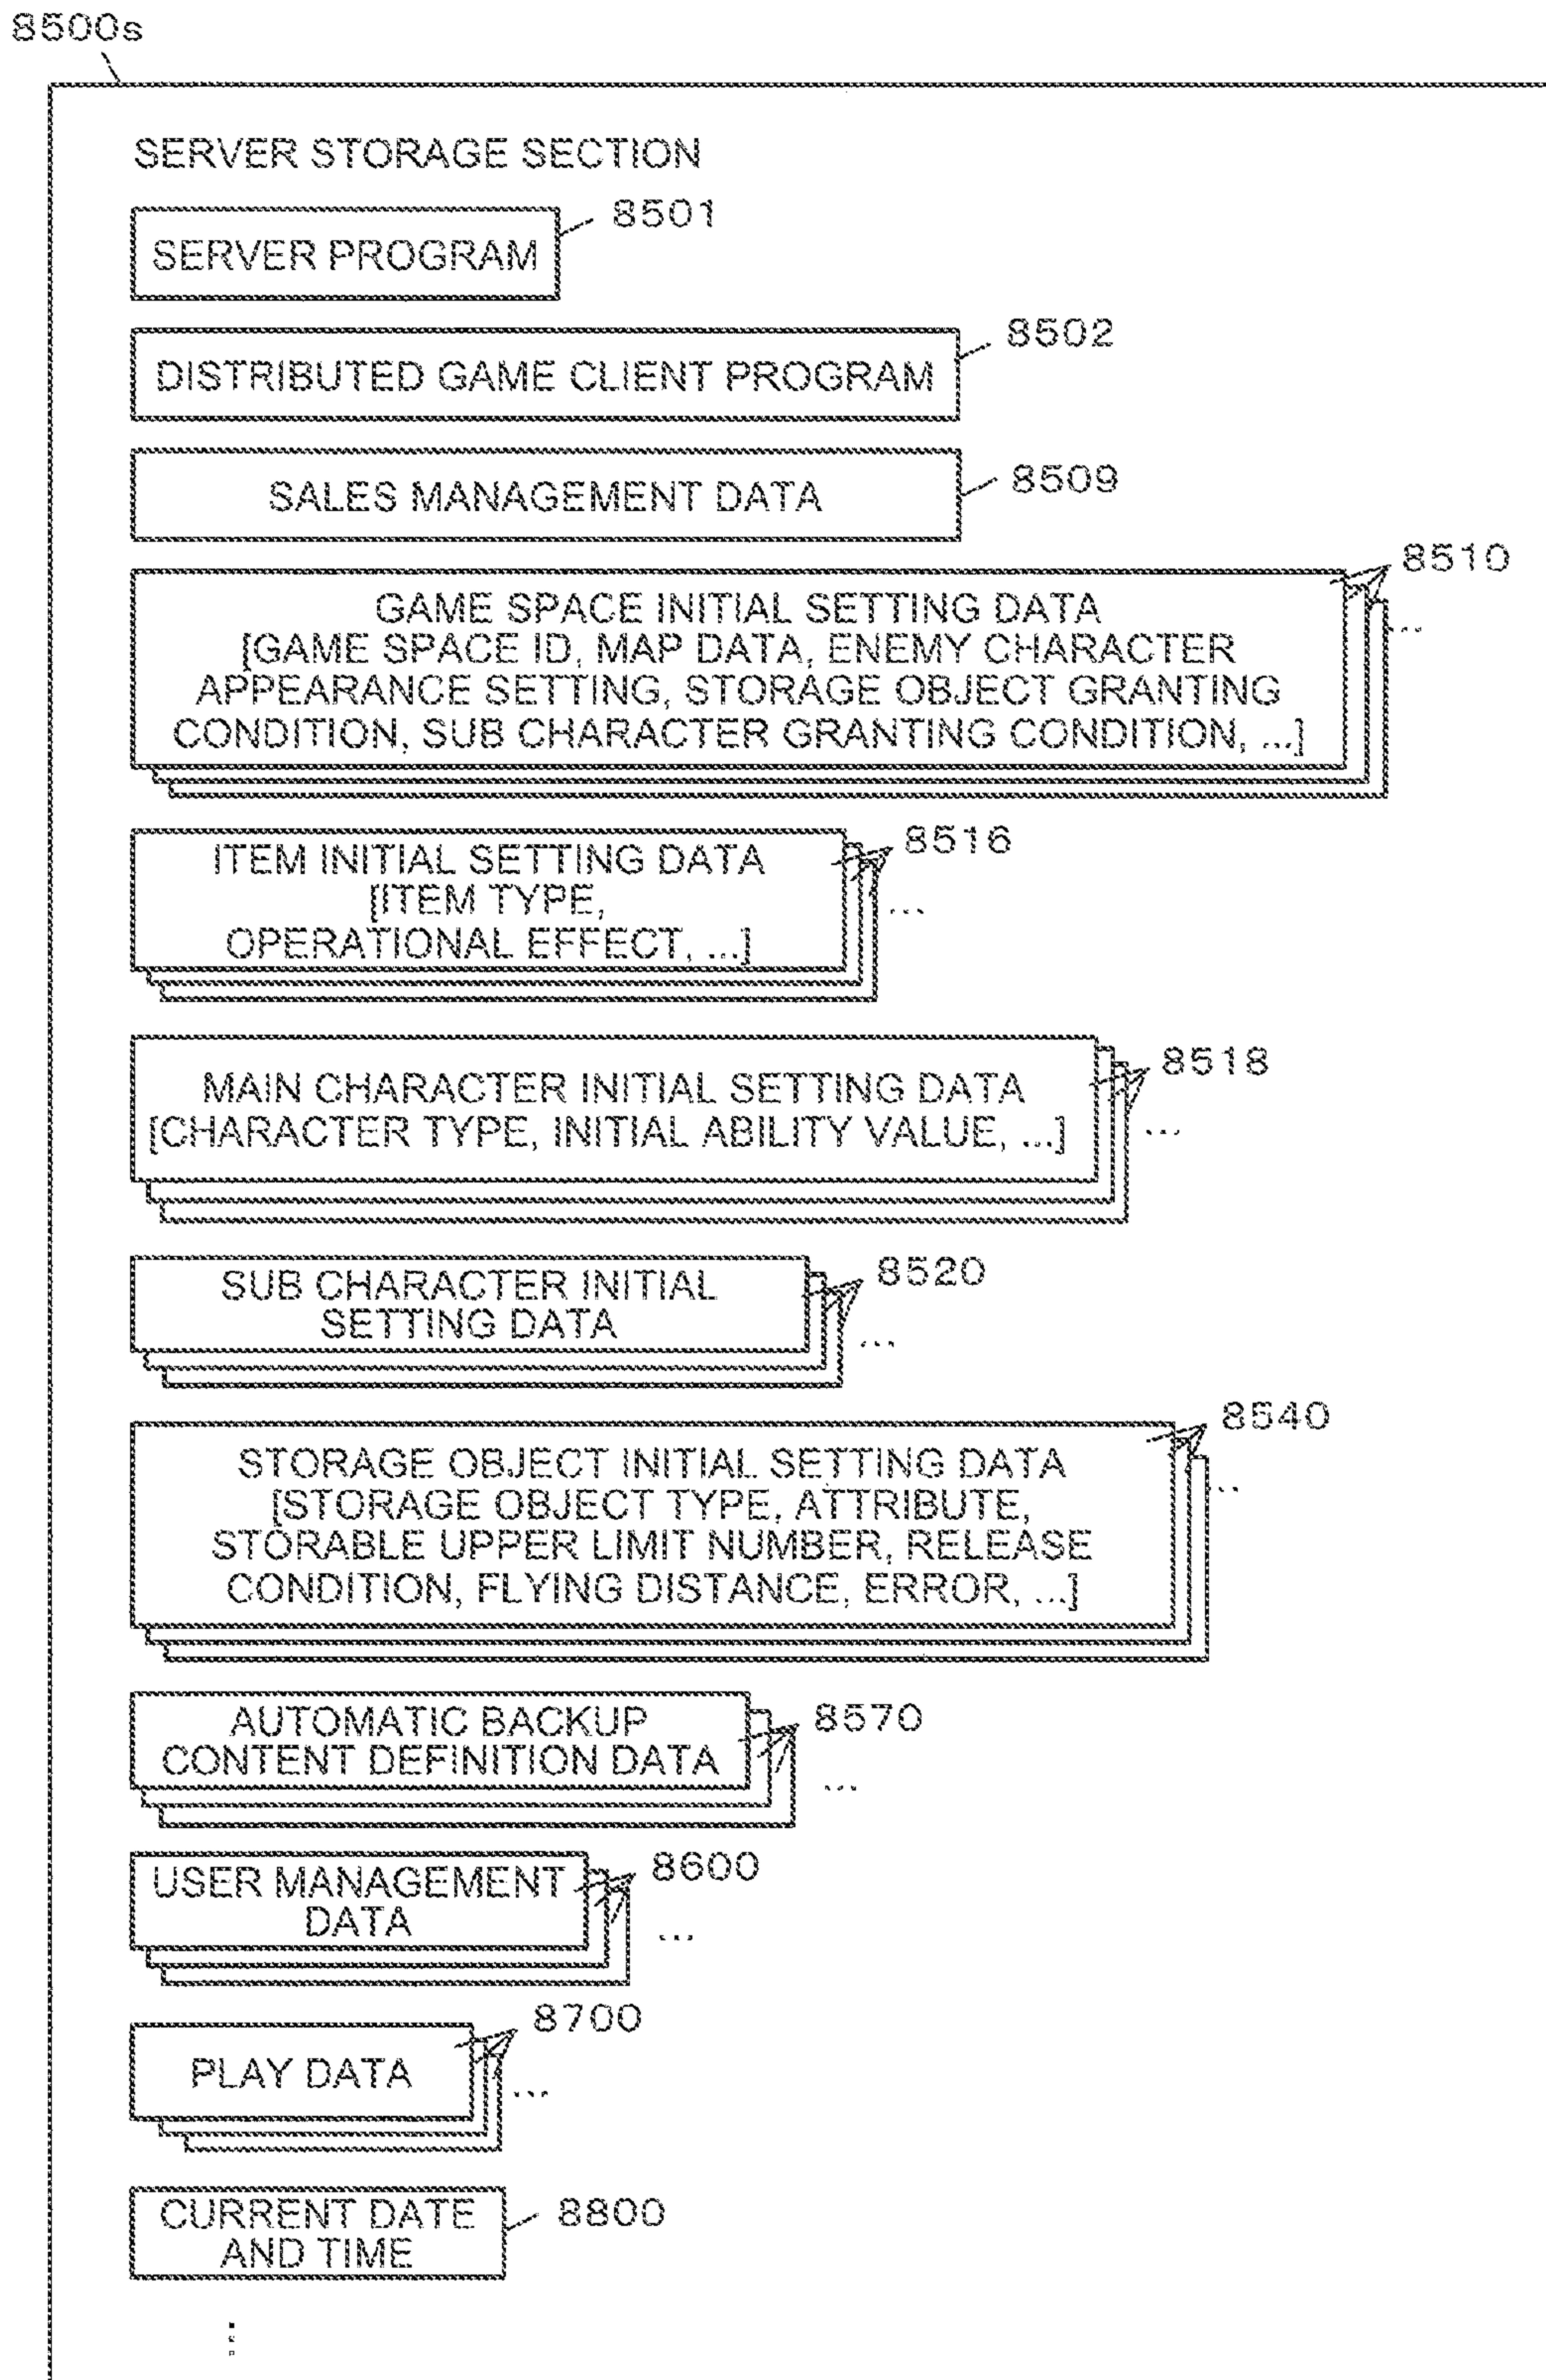 8500s
SERVER STORAGE SECTION
8501
SERVER PROGRAM
8502
DISTRIBUTED GAME CLIENT PROGRAM
8509
SALES MANAGEMENT DATA
8510
GAME SPACE INITIAL SETTING DATA
[GAME SPACE ID, MAP DATA, ENEMY CHARACTER
APPEARANCE SETTING, STORAGE OBJECT GRANTING
CONDITION, SUB CHARACTER GRANTING CONDITION, ...]
...
8516
ITEM INITIAL SETTING DATA
[ITEM TYPE,
OPERATIONAL EFFECT, ...]
...
8518
MAIN CHARACTER INITIAL SETTING DATA
[CHARACTER TYPE, INITIAL ABILITY VALUE, ...]
...
8520
SUB CHARACTER INITIAL
SETTING DATA
...
8540
STORAGE OBJECT INITIAL SETTING DATA
[STORAGE OBJECT TYPE, ATTRIBUTE,
STORABLE UPPER LIMIT NUMBER, RELEASE
CONDITION, FLYING DISTANCE, ERROR, ...]
...
8570
AUTOMATIC BACKUP
CONTENT DEFINITION DATA
...
8600
USER MANAGEMENT
DATA
...
8700
PLAY DATA
...
8800
CURRENT DATE
AND TIME
⋮